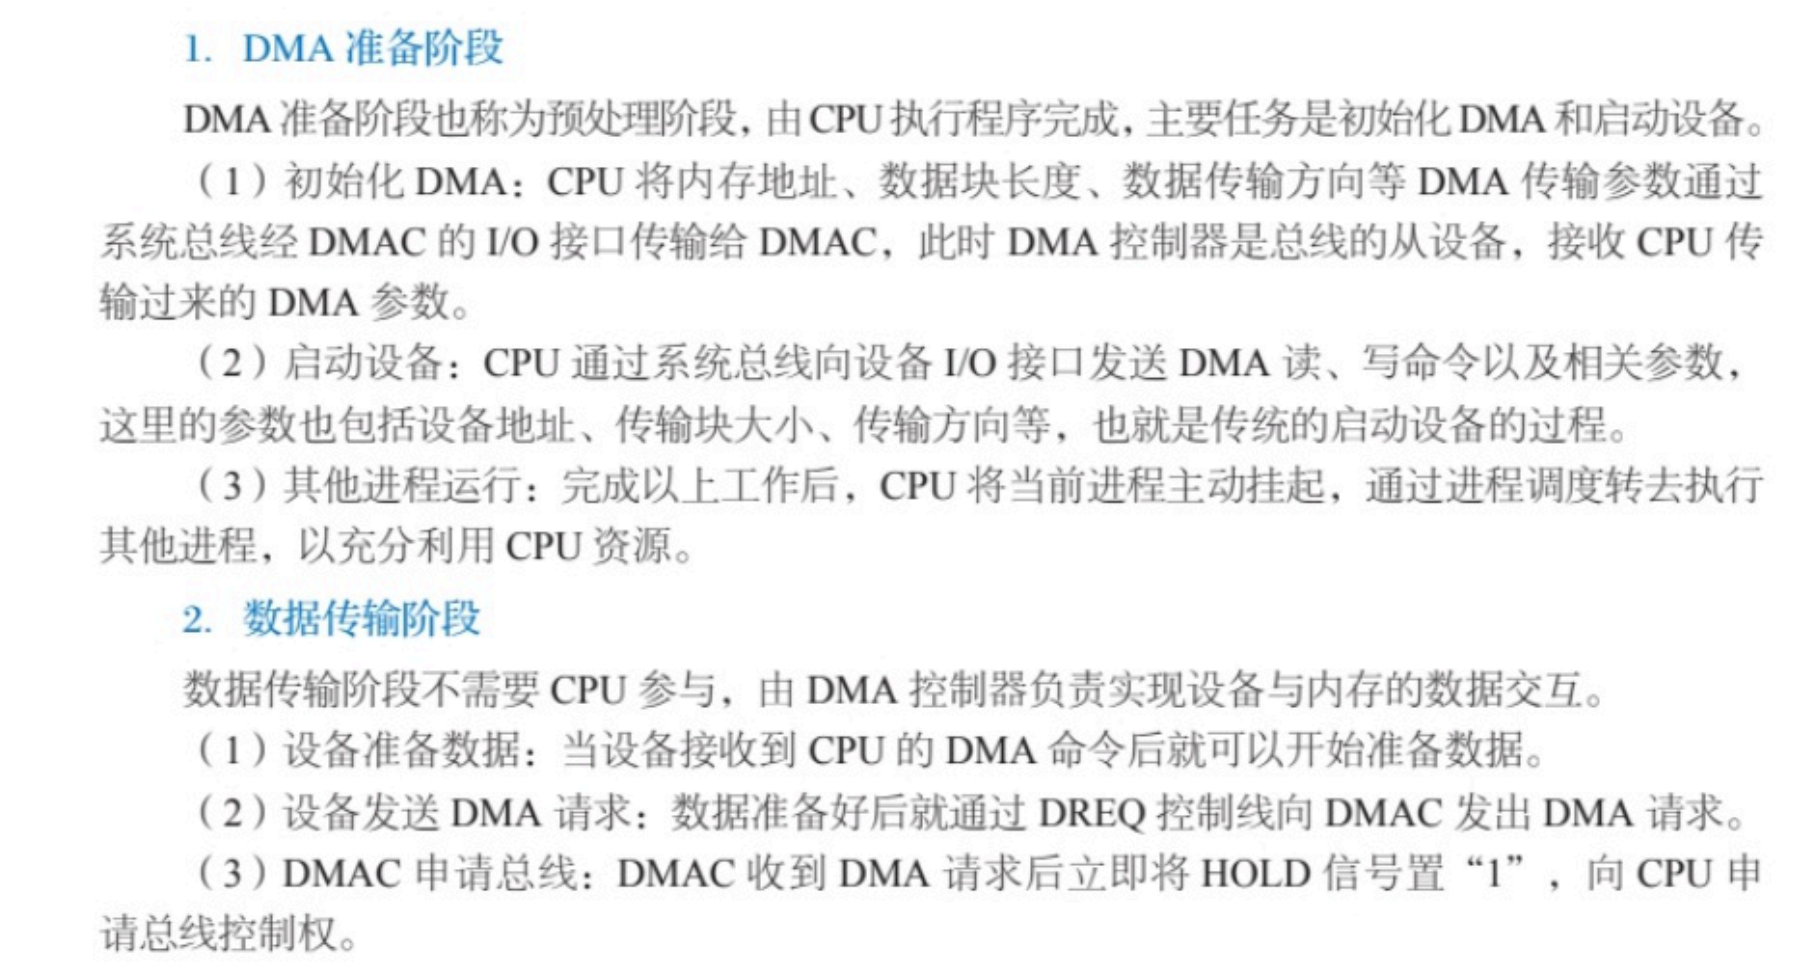 1. DMA 准备阶段
DMA 准备阶段也称为预处理阶段，由 CPU 执行程序完成，主要任务是初始化 DMA 和启动设备。
（1）初始化 DMA：CPU 将内存地址、数据块长度、数据传输方向等 DMA 传输参数通过
系统总线经 DMAC 的 I/O 接口传输给 DMAC，此时 DMA 控制器是总线的从设备，接收 CPU 传
输过来的 DMA 参数。
（2）启动设备：CPU 通过系统总线向设备 I/O 接口发送 DMA 读、写命令以及相关参数，
这里的参数也包括设备地址、传输块大小、传输方向等，也就是传统的启动设备的过程。
（3）其他进程运行：完成以上工作后，CPU 将当前进程主动挂起，通过进程调度转去执行
其他进程，以充分利用 CPU 资源。
2. 数据传输阶段
数据传输阶段不需要 CPU 参与，由 DMA 控制器负责实现设备与内存的数据交互。
（1）设备准备数据：当设备接收到 CPU 的 DMA 命令后就可以开始准备数据。
（2）设备发送 DMA 请求：数据准备好后就通过 DREQ 控制线向 DMAC 发出 DMA 请求。
（3）DMAC 申请总线：DMAC 收到 DMA 请求后立即将 HOLD 信号置“1”，向 CPU 申
请总线控制权。